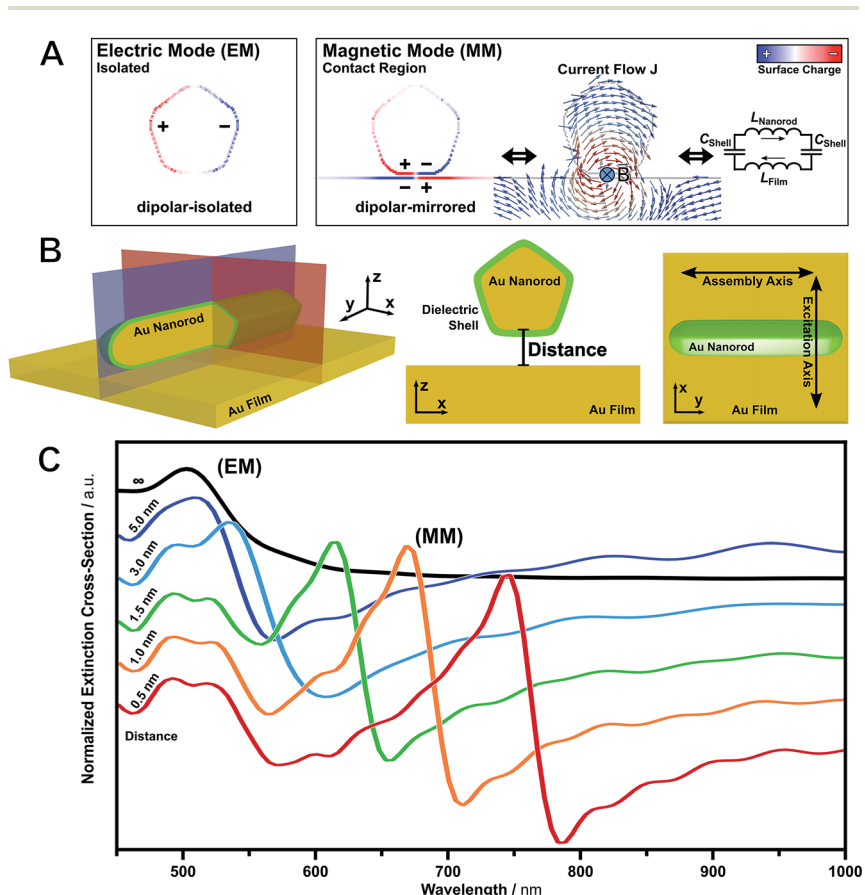 A
Electric Mode (EM)
Isolated
+ −
dipolar-isolated
Magnetic Mode (MM)
Contact Region
+ −
− +
dipolar-mirrored
Current Flow J
B
+ −
Surface Charge
L Nanorod
C Shell
C Shell
L Film
B
Au Nanorod
Au Film
z
y
x
Au Nanorod
Dielectric
Shell
Distance
z
x
Au Film
Assembly Axis
Excitation Axis
Au Nanorod
x
y
Au Film
C
Normalized Extinction Cross-Section / a.u.
(EM)
(MM)
∞
5.0 nm
3.0 nm
1.5 nm
1.0 nm
0.5 nm
Distance
500 600 700 800 900 1000
Wavelength / nm